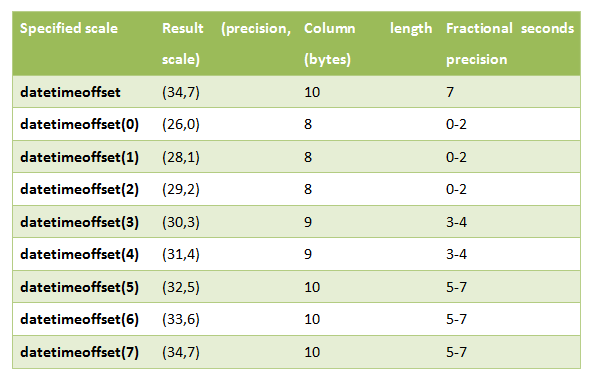 Specified scale Result (precision, Column length Fractional seconds
scale) (bytes) precision
datetimeoffset (34,7) 10 7
datetimeoffset(0) (26,0) 8 0-2
datetimeoffset(1) (28,1) 8 0-2
datetimeoffset(2) (29,2) 8 0-2
datetimeoffset(3) (30,3) 9 3-4
datetimeoffset(4) (31,4) 9 3-4
datetimeoffset(5) (32,5) 10 5-7
datetimeoffset(6) (33,6) 10 5-7
datetimeoffset(7) (34,7) 10 5-7